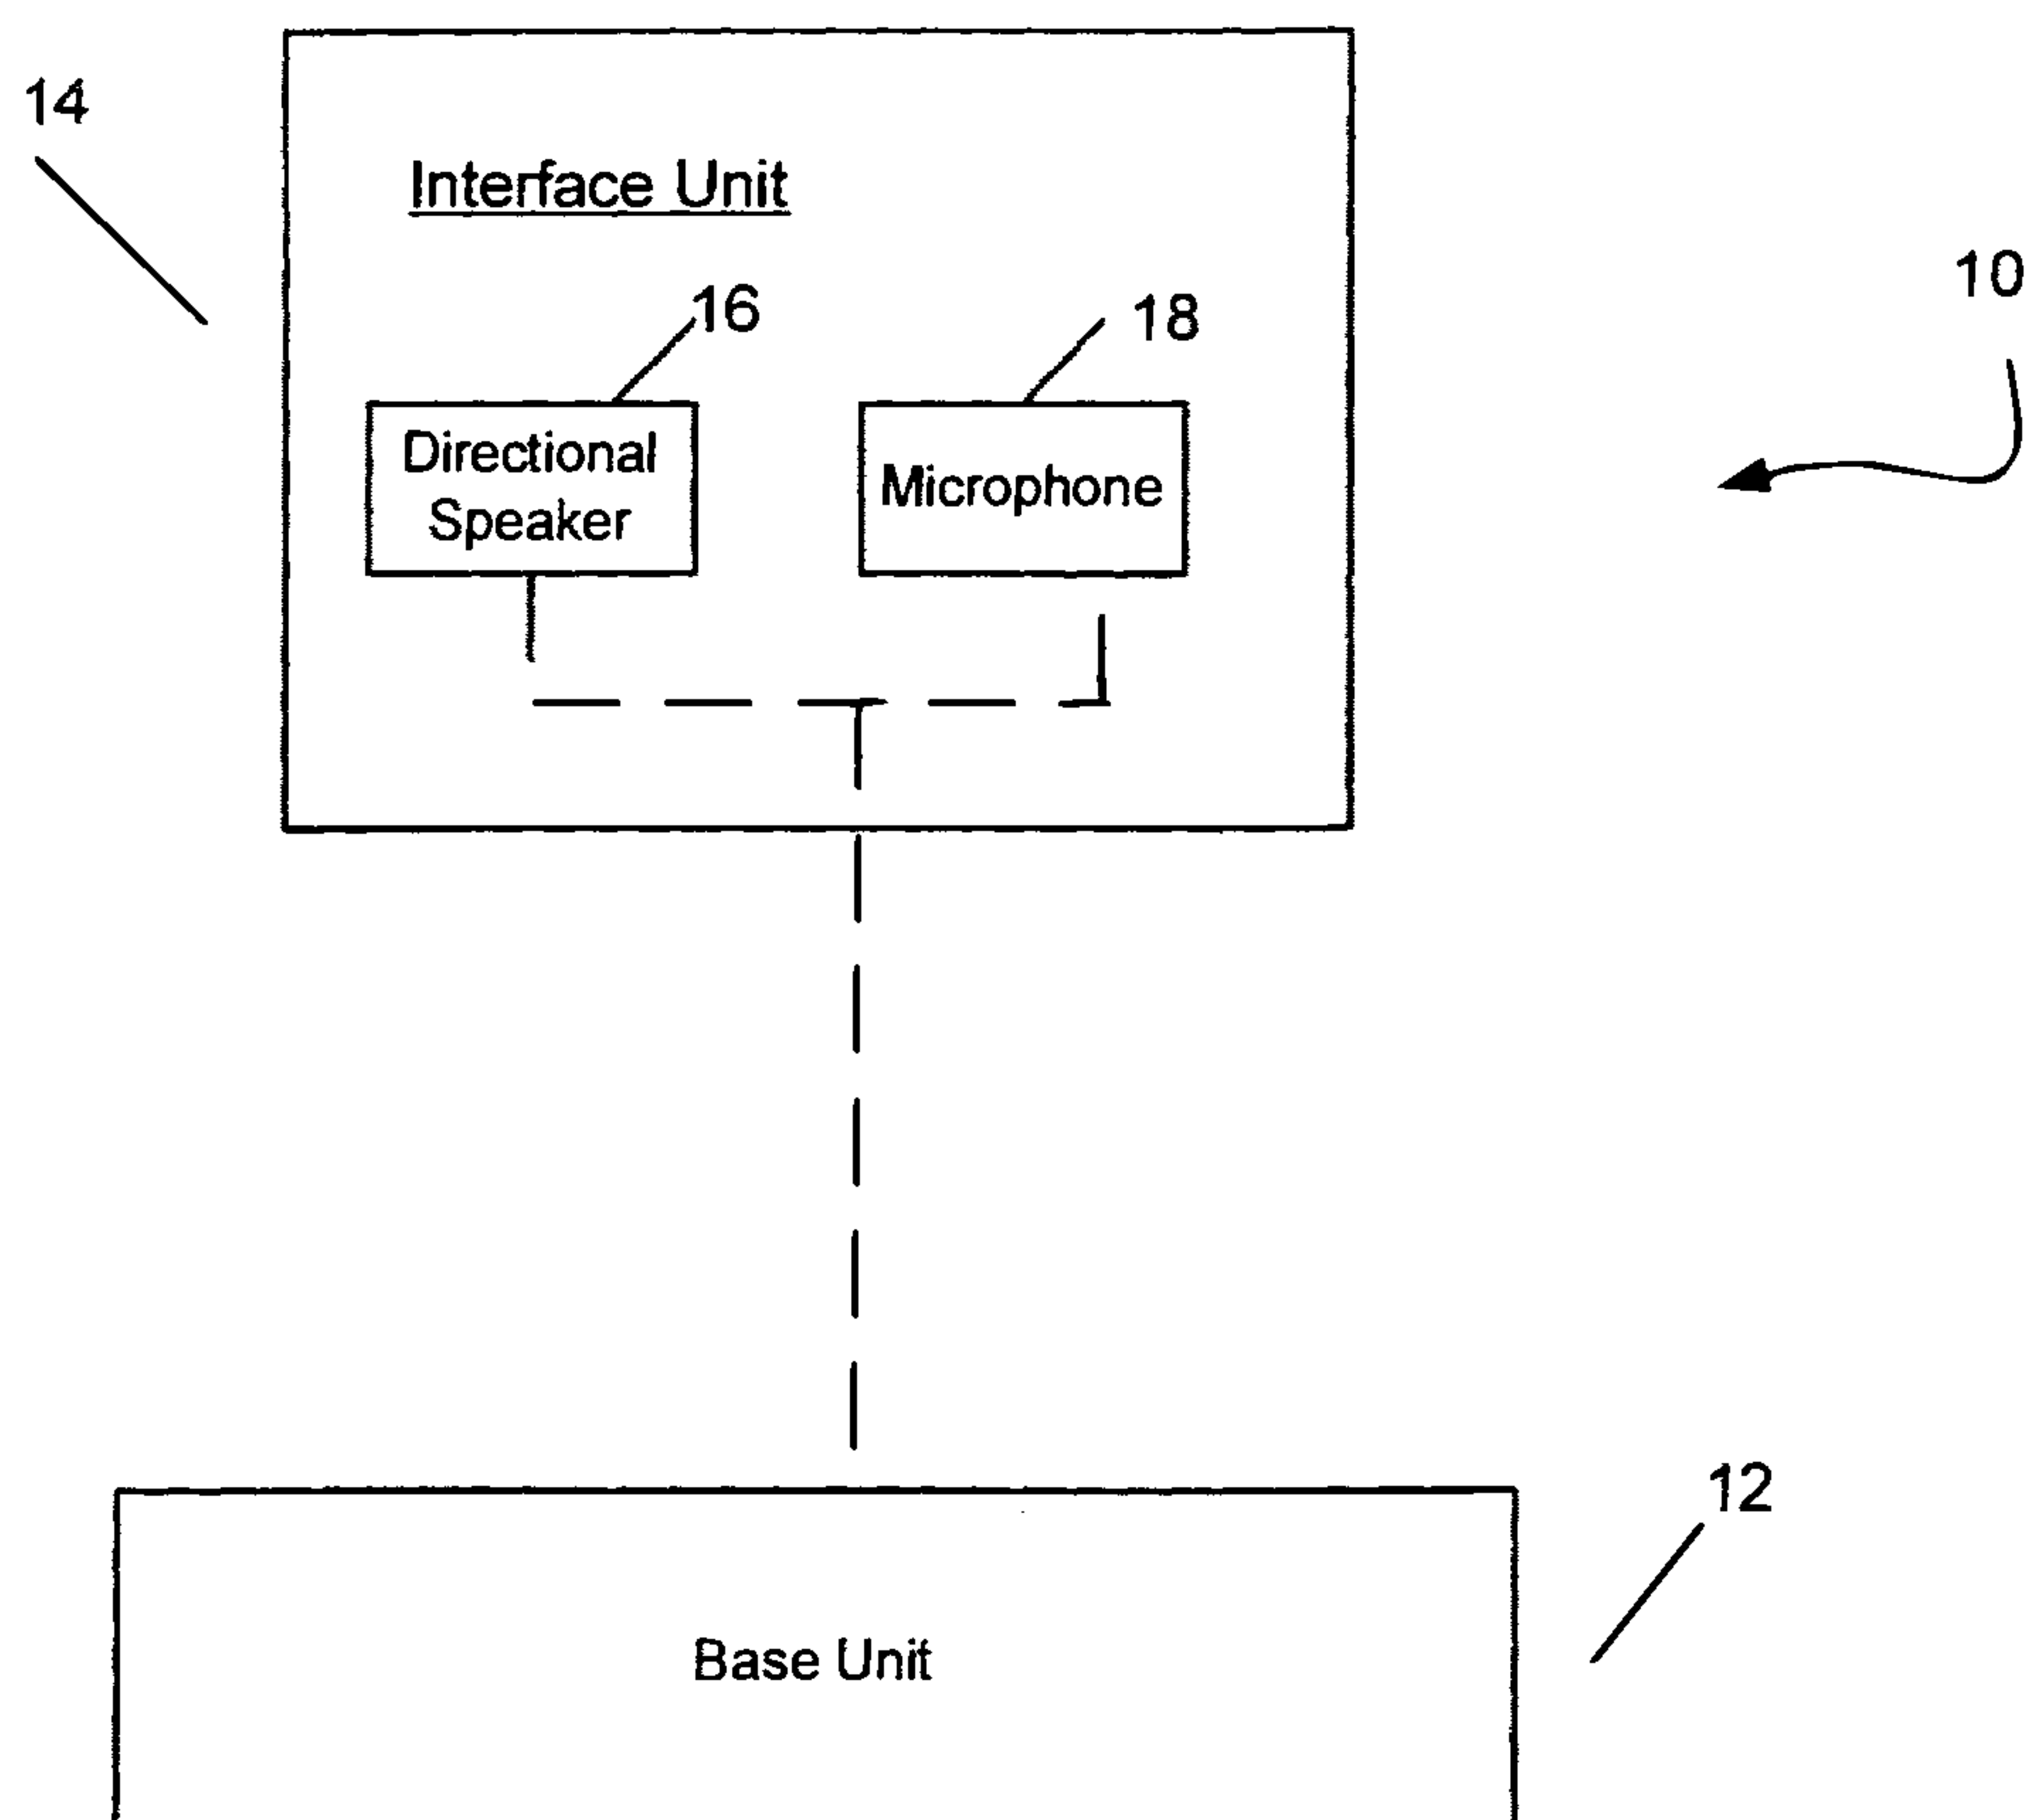 14
Interface Unit
10
16
18
Directional
Speaker
Microphone
12
Base Unit